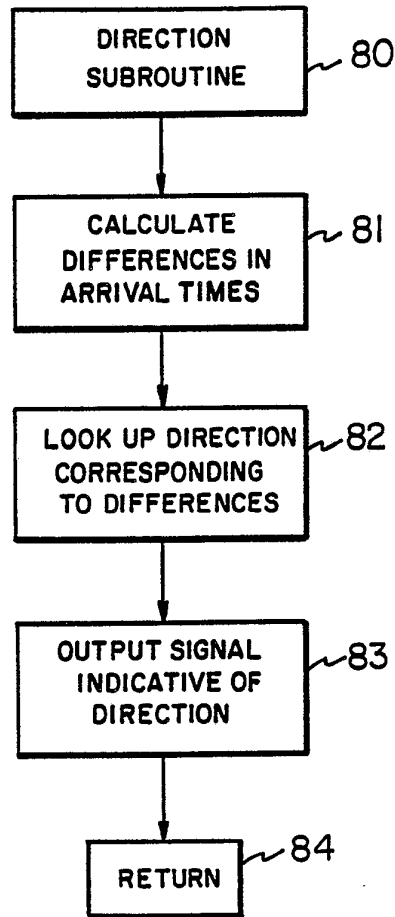 DIRECTION
SUBROUTINE
80
CALCULATE
DIFFERENCES IN
ARRIVAL TIMES
81
LOOK UP DIRECTION
CORRESPONDING
TO DIFFERENCES
82
OUTPUT SIGNAL
INDICATIVE OF
DIRECTION
83
RETURN
84